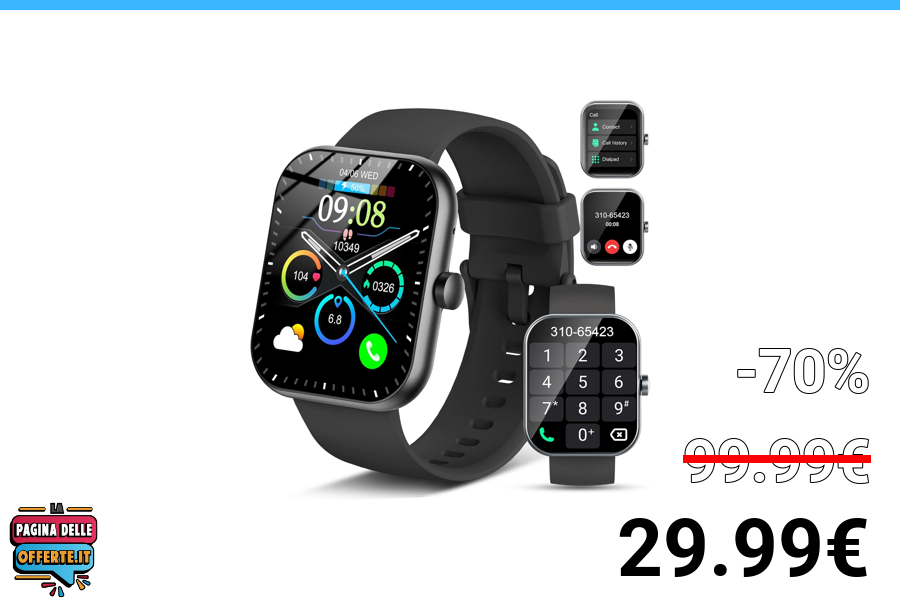 04/06 WED
50%
09:08
10349
104
0326
6.8
Call
Contact
Call history
Dialpad
310-65423
00:08
310-65423
1 2 3
4 5 6
7* 8 9#
0+
-70%
99.99€
29.99€
LA
PAGINA DELLE
OFFERTE.IT